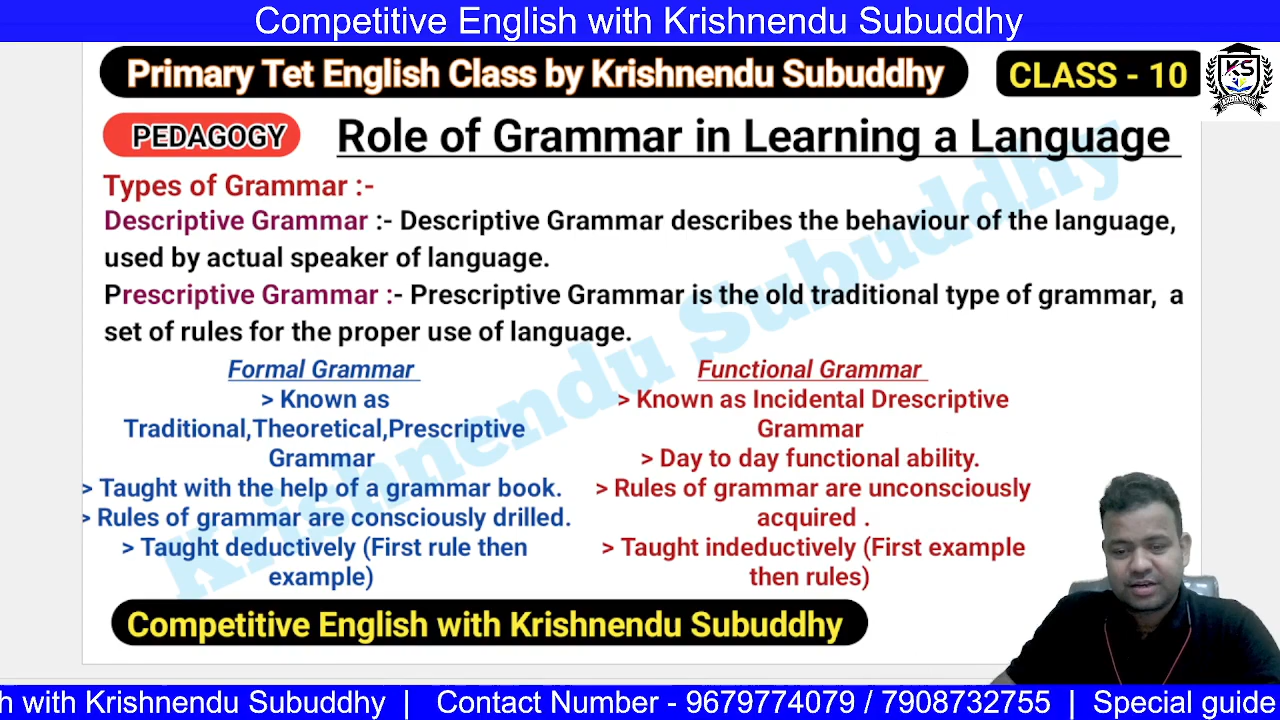 Competitive English with Krishnendu Subuddhy
Primary Tet English Class by Krishnendu Subuddhy
CLASS - 10
KS
PEDAGOGY
Role of Grammar in Learning a Language
Types of Grammar :-
Descriptive Grammar :- Descriptive Grammar describes the behaviour of the language,
used by actual speaker of language.
Prescriptive Grammar :- Prescriptive Grammar is the old traditional type of grammar, a
set of rules for the proper use of language.
Formal Grammar
> Known as
Traditional,Theoretical,Prescriptive
Grammar
> Taught with the help of a grammar book.
> Rules of grammar are consciously drilled.
> Taught deductively (First rule then
example)
Functional Grammar
> Known as Incidental Drescriptive
Grammar
> Day to day functional ability.
> Rules of grammar are unconsciously
acquired .
> Taught indeductively (First example
then rules)
Krishnendu Subuddhy
Competitive English with Krishnendu Subuddhy
h with Krishnendu Subuddhy | Contact Number - 9679774079 / 7908732755 | Special guide